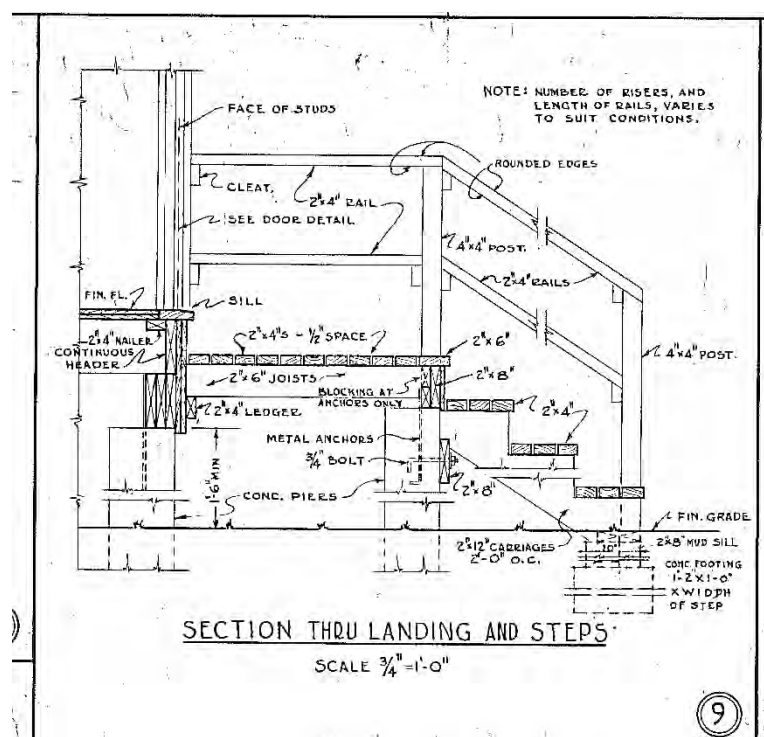 NOTE: NUMBER OF RISERS, AND
LENGTH OF RAILS, VARIES
TO SUIT CONDITIONS.
FACE OF STUDS
ROUNDED EDGES
CLEAT.
2"x4" RAIL
SEE DOOR DETAIL
4"x4" POST.
2"x4" RAILS
FIN. FL.
SILL
2"x4" NAILER
CONTINUOUS
HEADER
2"x4"s - 1/2" SPACE
2"x6"
4"x4" POST.
2"x6" JOISTS
BLOCKING AT
ANCHORS ONLY
2"x8"
2"x4" LEDGER
2"x4"
METAL ANCHORS
3/4" BOLT
1'-6" MIN
CONC. PIERS
2"x8"
FIN. GRADE
2"x12" CARRIAGES
2'-0" O.C.
10"
2x8" MUD SILL
CONC. FOOTING
1'-2"x1'-0"
x WIDTH
OF STEP
SECTION THRU LANDING AND STEPS
SCALE 3/4"=1'-0"
9